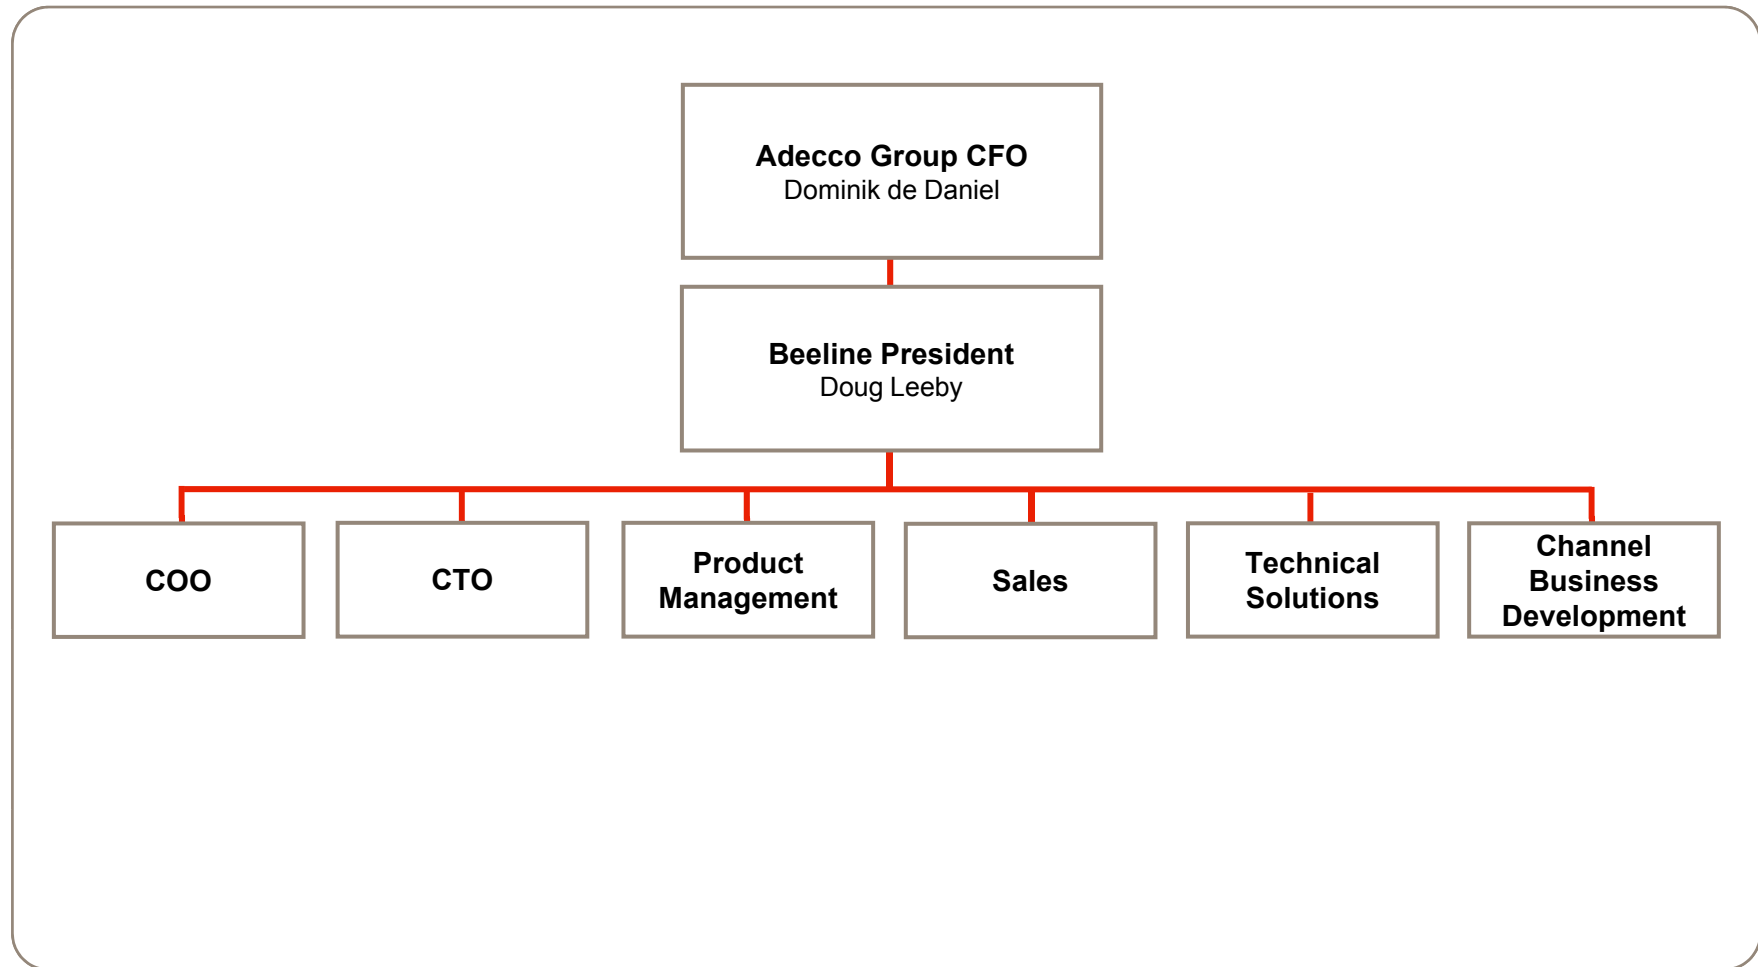 Adecco Group CFO
Dominik de Daniel
Beeline President
Doug Leeby
COO
CTO
Product
Management
Sales
Technical
Solutions
Channel
Business
Development